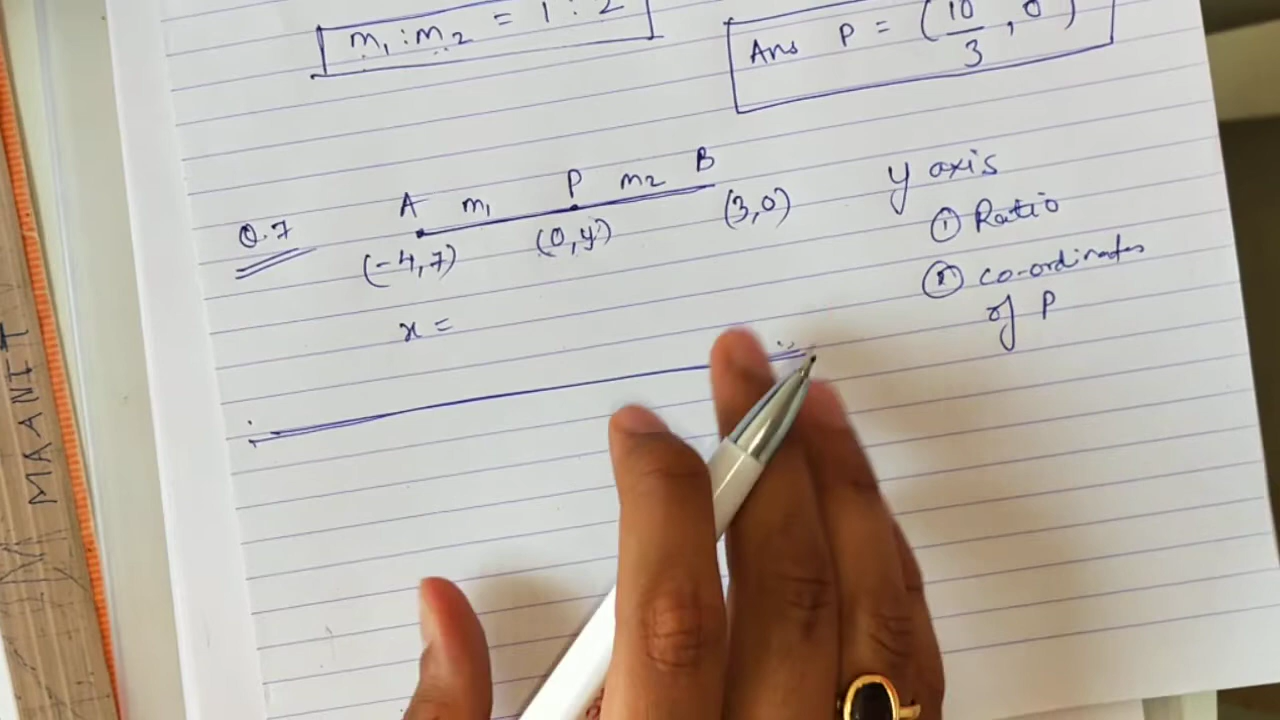 m₁ : m₂ = 1 : 2
Ans P = (10/3, 0)
Q.7
A m₁ P m₂ B
(-4,7) (0,y) (3,0)
x =
y axis
① Ratio
② co-ordinates
of P
MAANIT
M